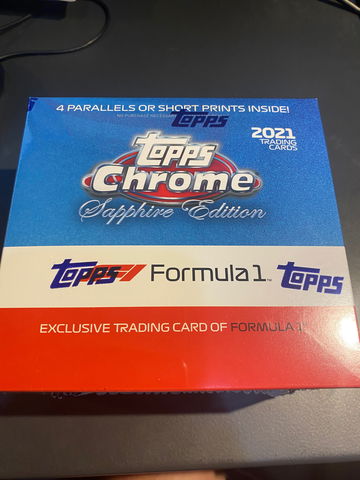 4 PARALLELS OR SHORT PRINTS INSIDE!
NO PURCHASE NECESSARY
Topps
2021
TRADING
CARDS
Topps
Chrome
Sapphire Edition
Topps Formula 1™ Topps
EXCLUSIVE TRADING CARD OF FORMULA 1